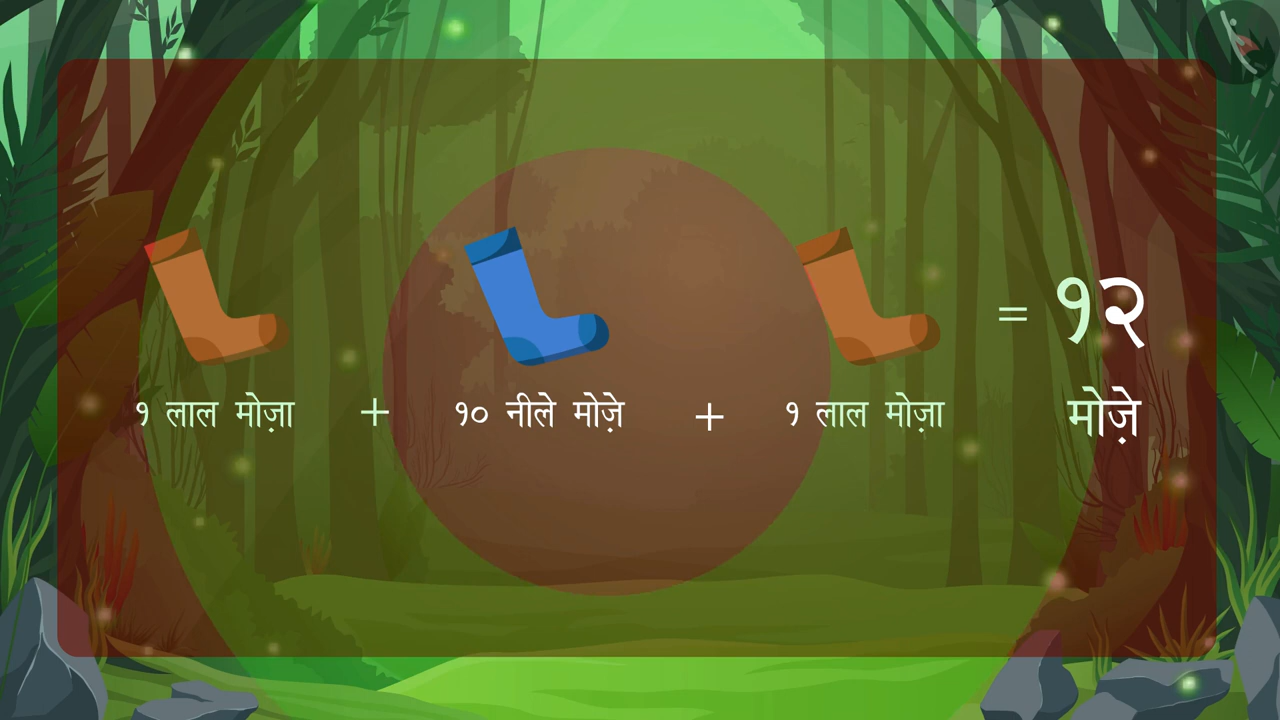 १ लाल मोज़ा + १० नीले मोज़े + १ लाल मोज़ा = १२ मोज़े